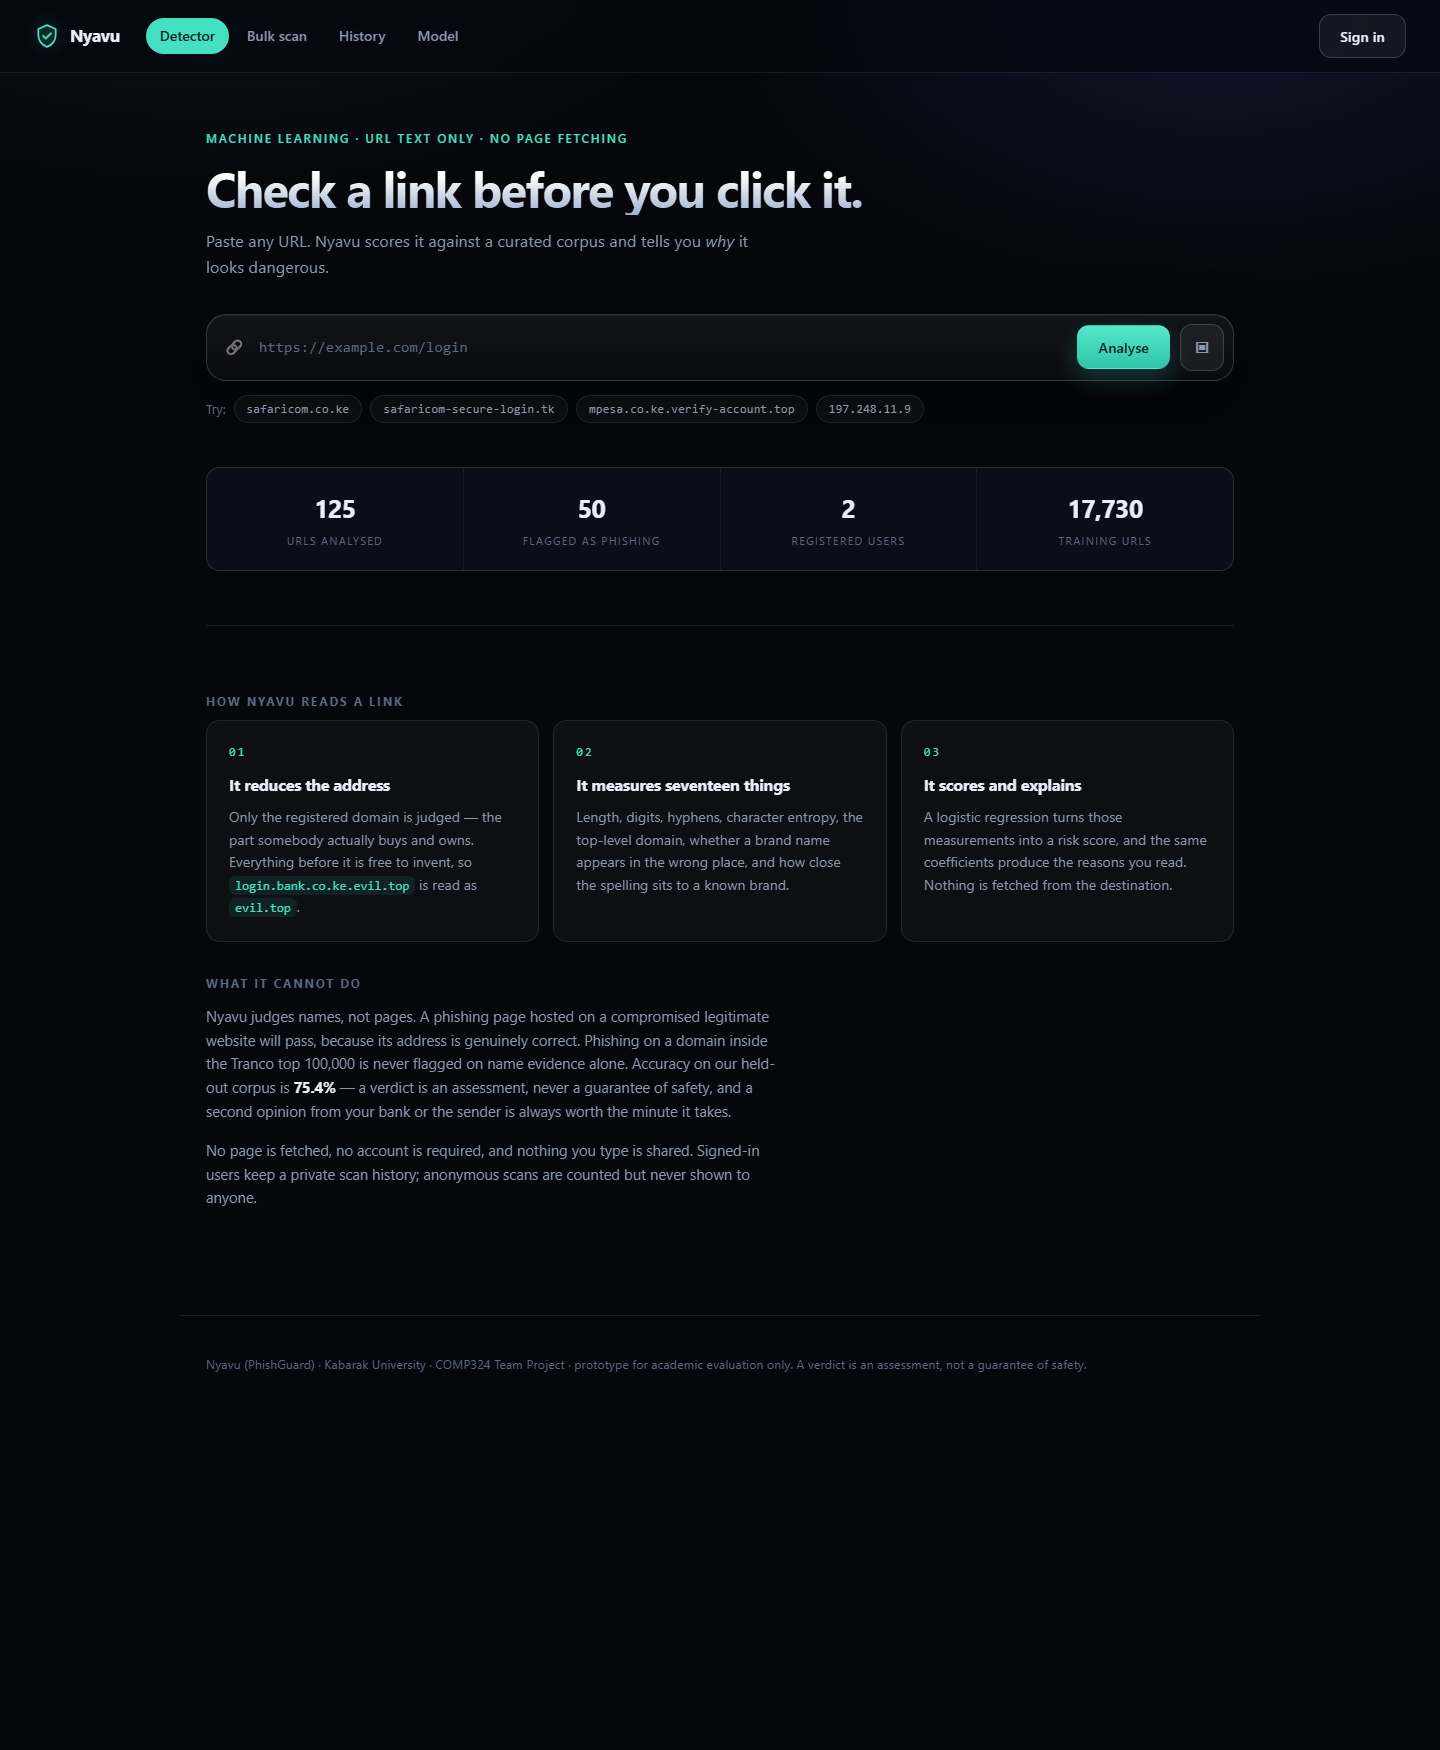 Nyavu
Detector
Bulk scan
History
Model
Sign in
MACHINE LEARNING · URL TEXT ONLY · NO PAGE FETCHING
Check a link before you click it.
Paste any URL. Nyavu scores it against a curated corpus and tells you why it
looks dangerous.
https://example.com/login
Analyse
Try:
safaricom.co.ke
safaricom-secure-login.tk
mpesa.co.ke.verify-account.top
197.248.11.9
125
URLS ANALYSED
50
FLAGGED AS PHISHING
2
REGISTERED USERS
17,730
TRAINING URLS
HOW NYAVU READS A LINK
01
It reduces the address
Only the registered domain is judged — the
part somebody actually buys and owns.
Everything before it is free to invent, so
login.bank.co.ke.evil.top is read as
evil.top.
02
It measures seventeen things
Length, digits, hyphens, character entropy, the
top-level domain, whether a brand name
appears in the wrong place, and how close
the spelling sits to a known brand.
03
It scores and explains
A logistic regression turns those
measurements into a risk score, and the same
coefficients produce the reasons you read.
Nothing is fetched from the destination.
WHAT IT CANNOT DO
Nyavu judges names, not pages. A phishing page hosted on a compromised legitimate
website will pass, because its address is genuinely correct. Phishing on a domain inside
the Tranco top 100,000 is never flagged on name evidence alone. Accuracy on our held-
out corpus is 75.4% — a verdict is an assessment, never a guarantee of safety, and a
second opinion from your bank or the sender is always worth the minute it takes.
No page is fetched, no account is required, and nothing you type is shared. Signed-in
users keep a private scan history; anonymous scans are counted but never shown to
anyone.
Nyavu (PhishGuard) · Kabarak University · COMP324 Team Project · prototype for academic evaluation only. A verdict is an assessment, not a guarantee of safety.